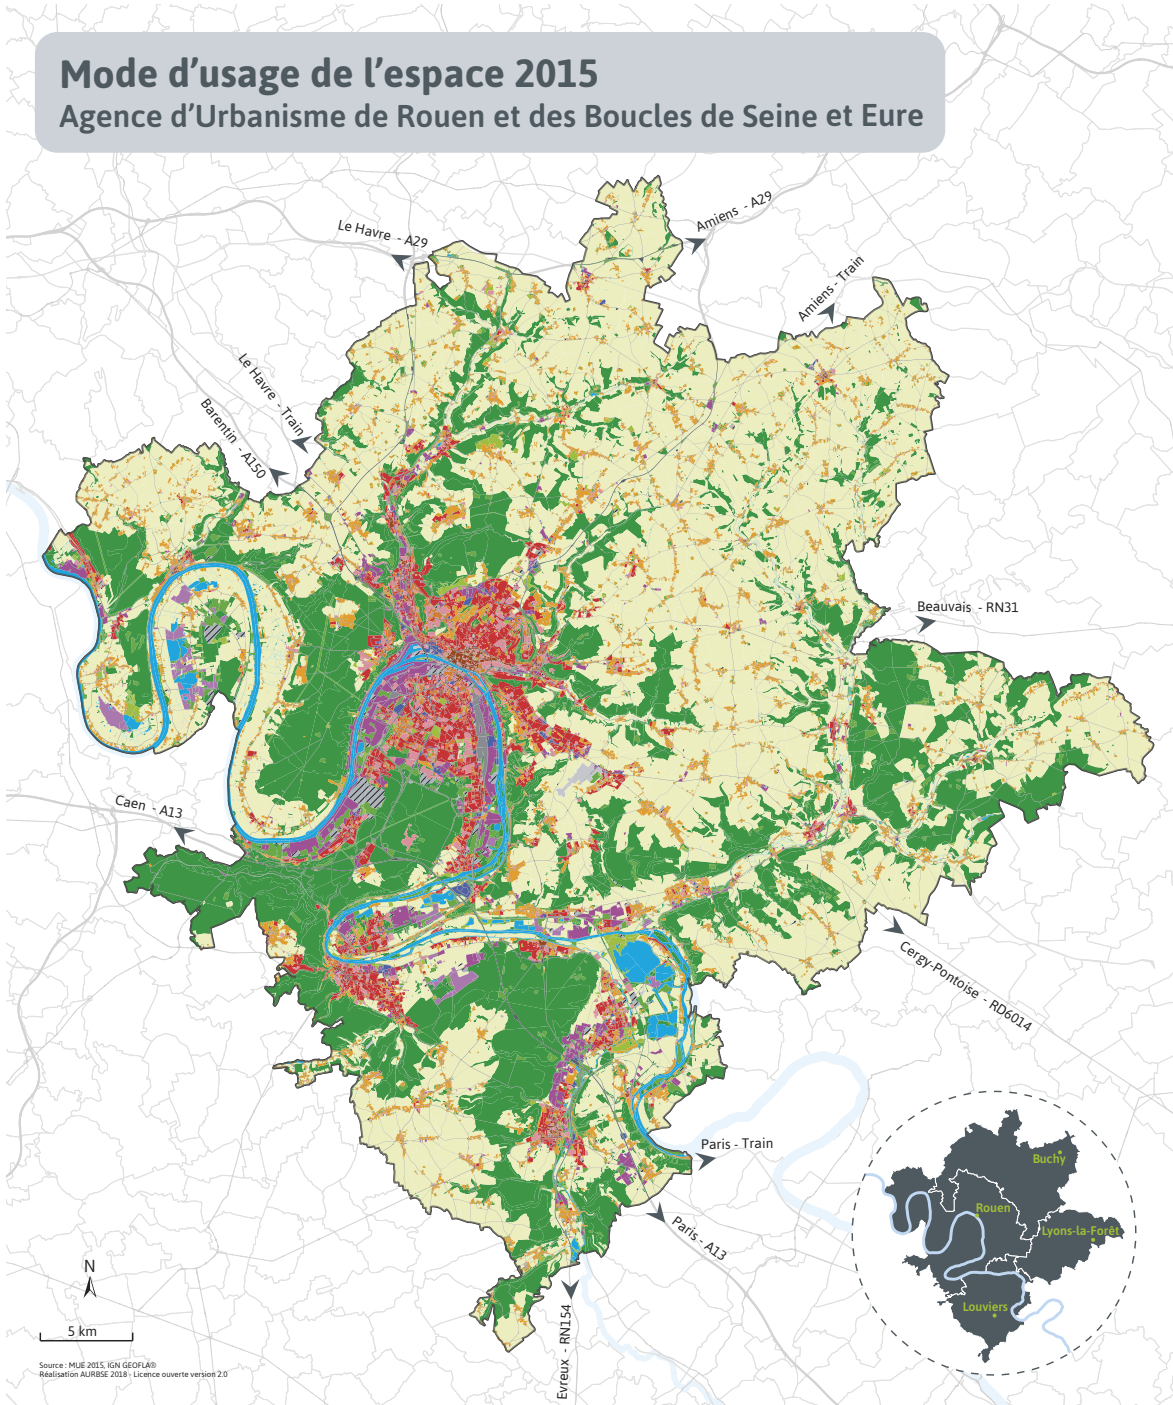 Mode d’usage de l’espace 2015
Agence d’Urbanisme de Rouen et des Boucles de Seine et Eure
Amiens - A29
Le Havre - A29
Amiens - Train
Le Havre - Train
Barentin - A150
Beauvais - RN31
Caen - A13
Cergy-Pontoise - RD6014
Paris - Train
Buchy
Rouen
Lyons-la-Forêt
Paris - A13
N
Louviers
5 km
Evreux - RN154
Source : MUE 2015, IGN GEOFLA®
Réalisation AURBSE 2018 - Licence ouverte version 2.0